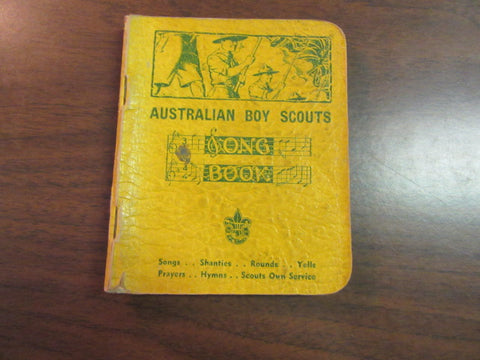 AUSTRALIAN BOY SCOUTS
SONG
BOOK
Songs . . Shanties . . Rounds . . Yells
Prayers . . Hymns . . Scouts Own Service